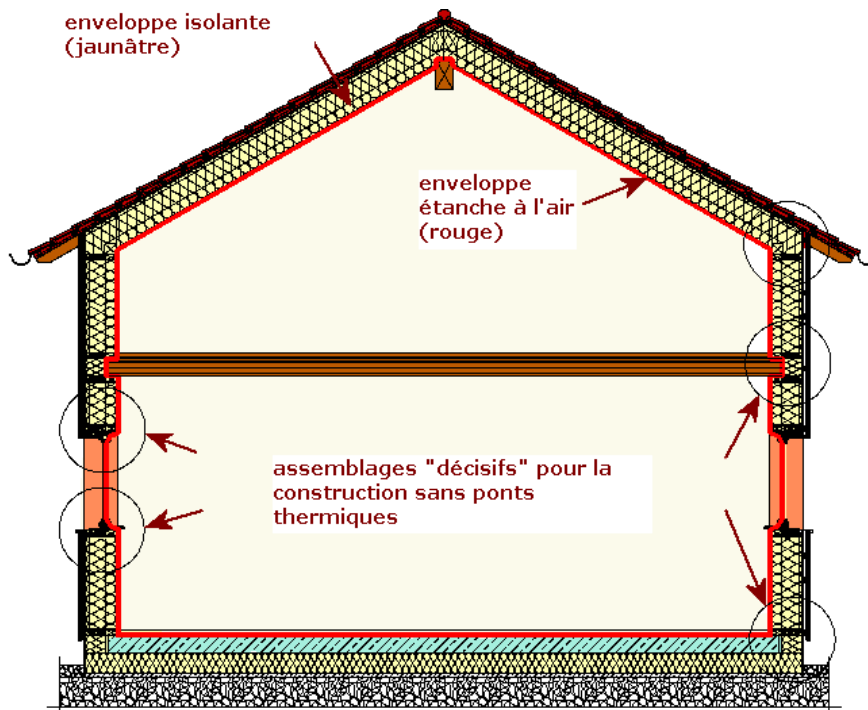 enveloppe isolante
(jaunâtre)
enveloppe
étanche à l'air
(rouge)
assemblages "décisifs" pour la
construction sans ponts
thermiques